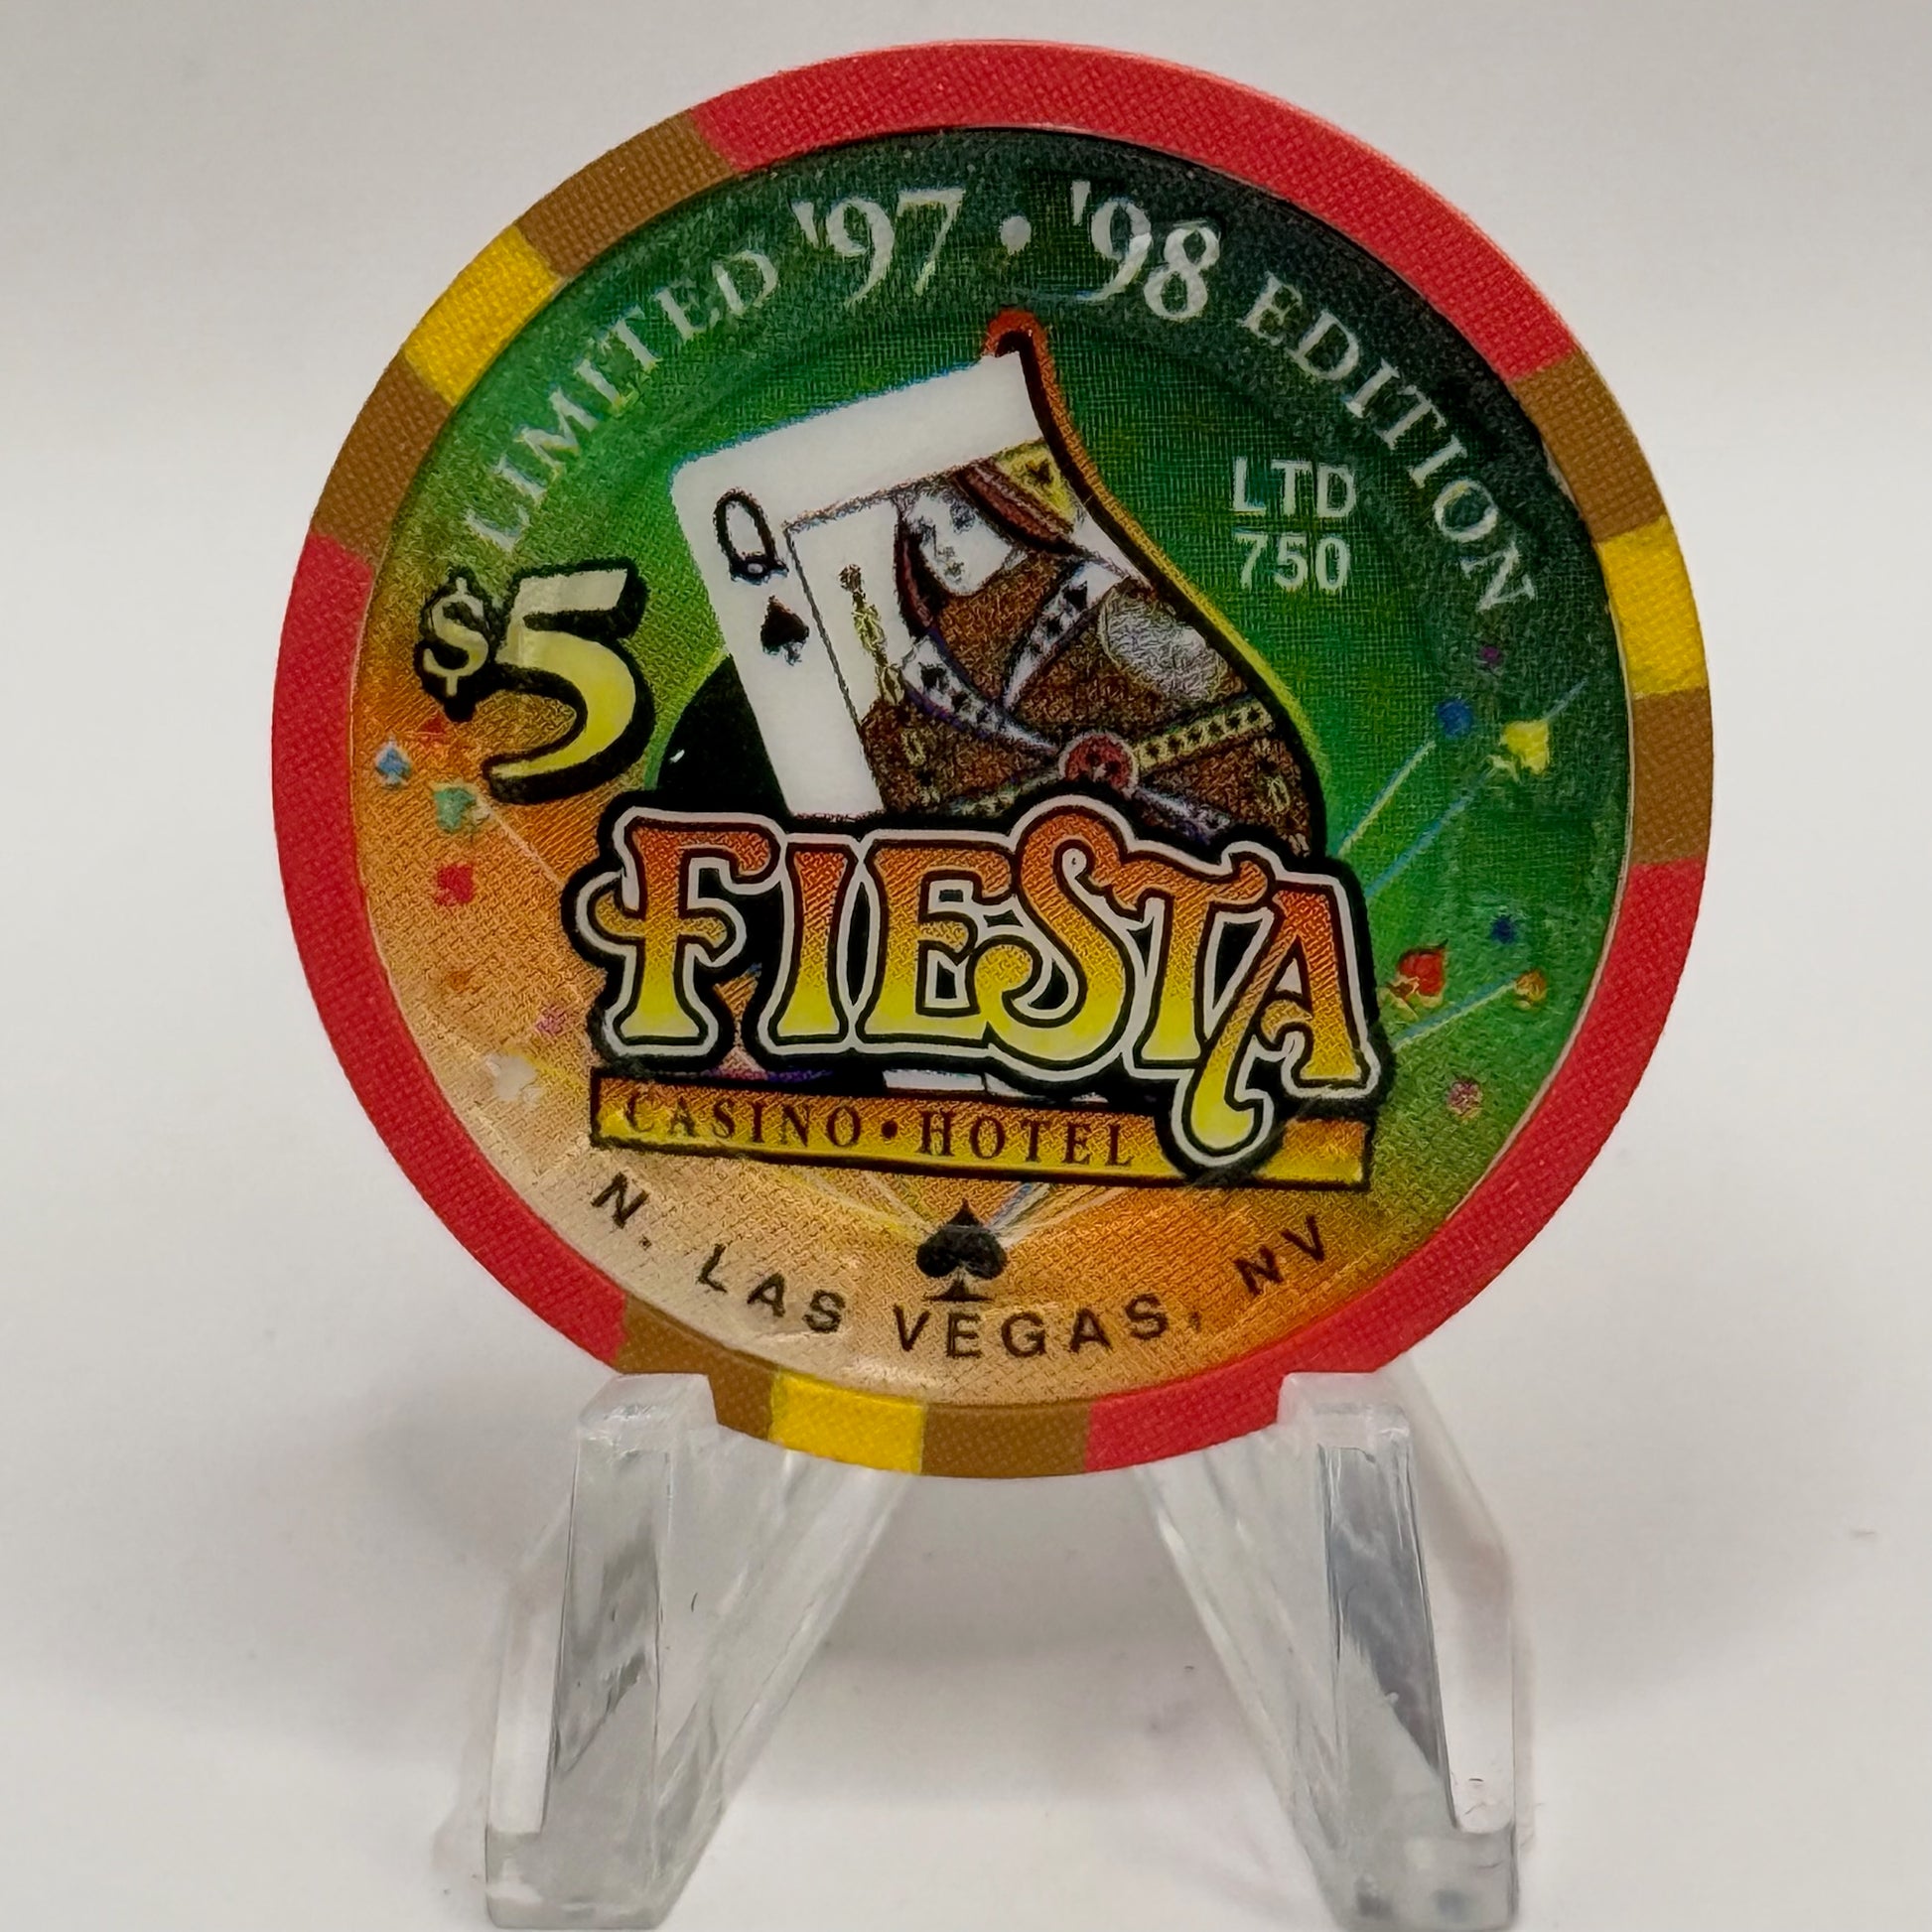 LIMITED '97 • '98 EDITION
LTD
750
Q
$5
FIESTA
CASINO • HOTEL
N. LAS VEGAS, NV